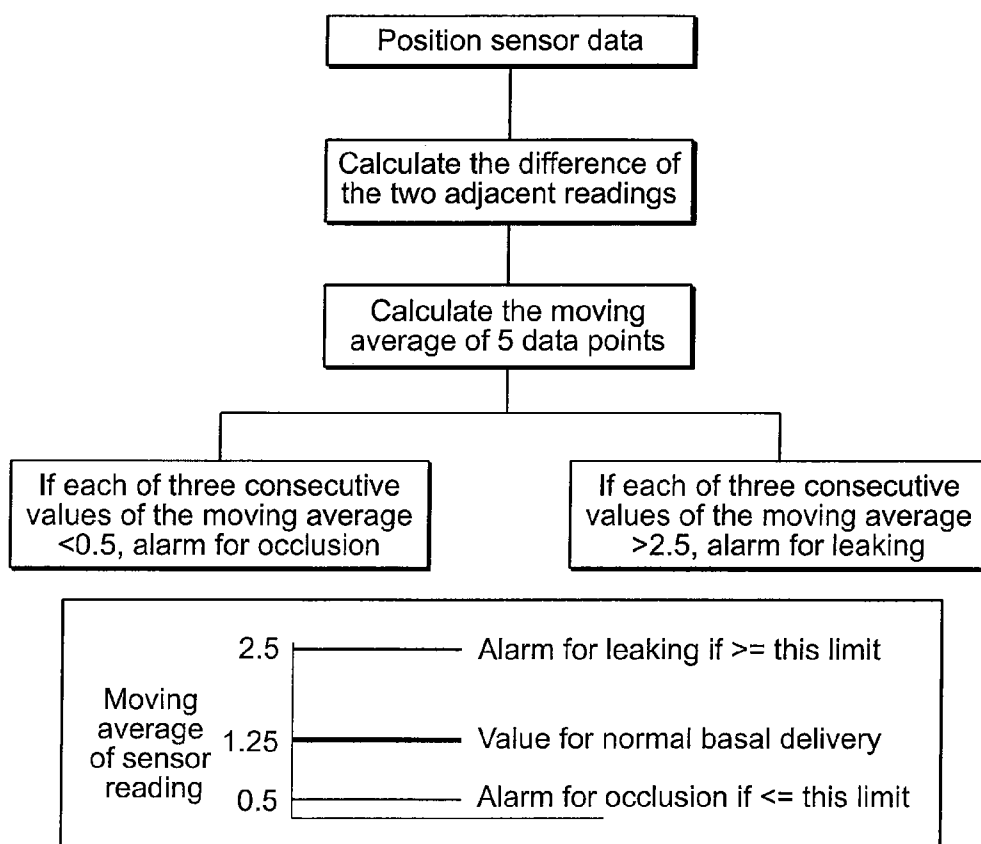 Position sensor data
Calculate the difference of
the two adjacent readings
Calculate the moving
average of 5 data points
If each of three consecutive
values of the moving average
<0.5, alarm for occlusion
If each of three consecutive
values of the moving average
>2.5, alarm for leaking
Moving
average
of sensor
reading
2.5
Alarm for leaking if >= this limit
1.25
Value for normal basal delivery
0.5
Alarm for occlusion if <= this limit